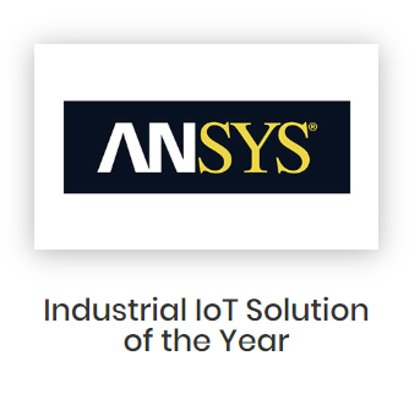 ANSYS®
Industrial IoT Solution
of the Year